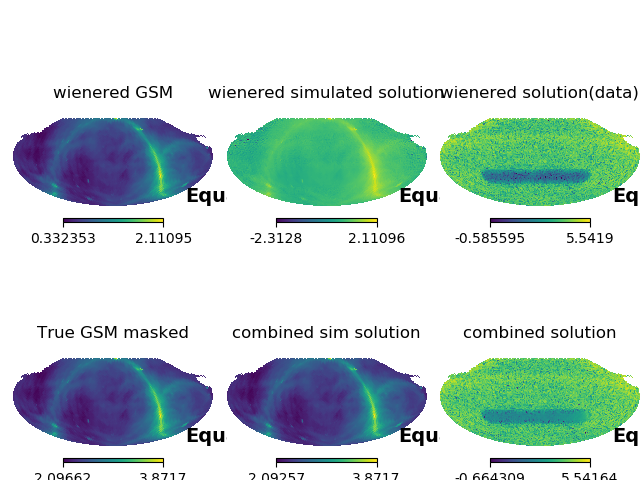 wienered GSM
wienered simulated solution
wienered solution(data)
Equ
Equ
Eq
0.332353 2.11095
-2.3128 2.11096
-0.585595 5.5419
True GSM masked
combined sim solution
combined solution
Equ
Equ
Eq
2.09662 3.8717
2.09257 3.8717
-0.664309 5.54164